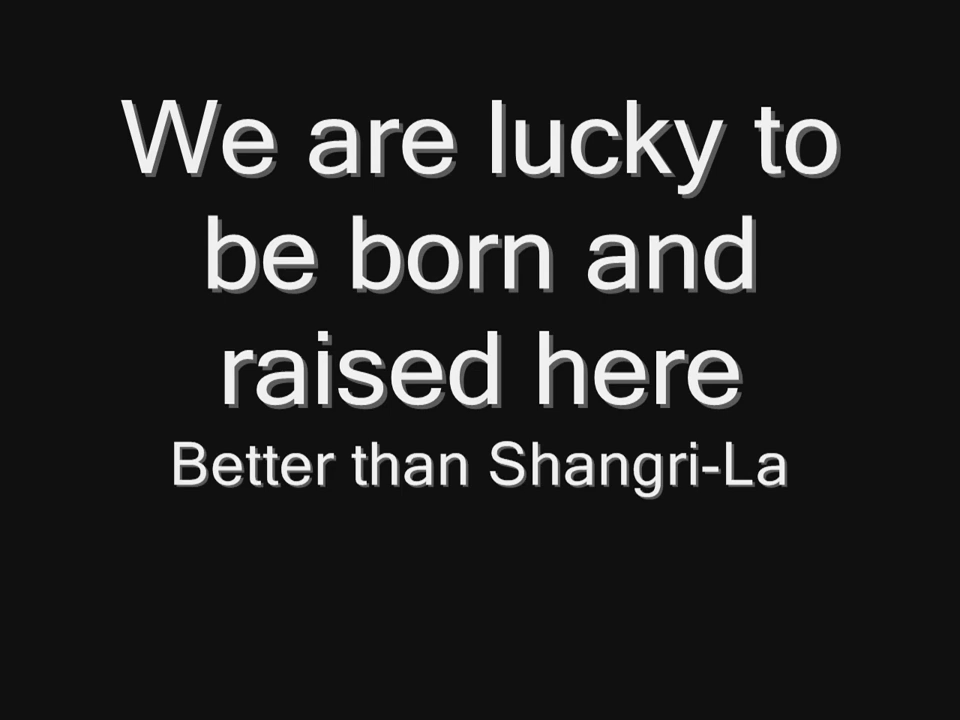 We are lucky to
be born and
raised here
Better than Shangri-La